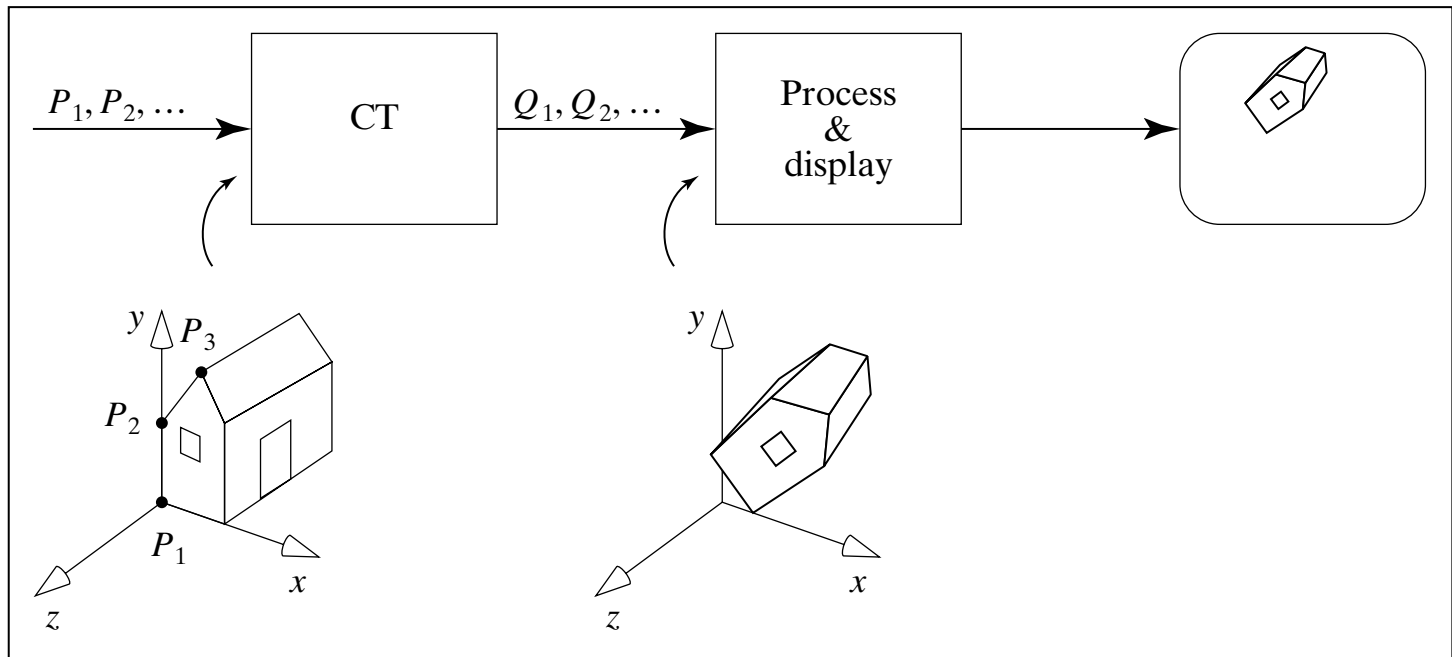 P1, P2, …
CT
Q1, Q2, …
Process
&
display
y
P3
P2
P1
x
z
y
x
z